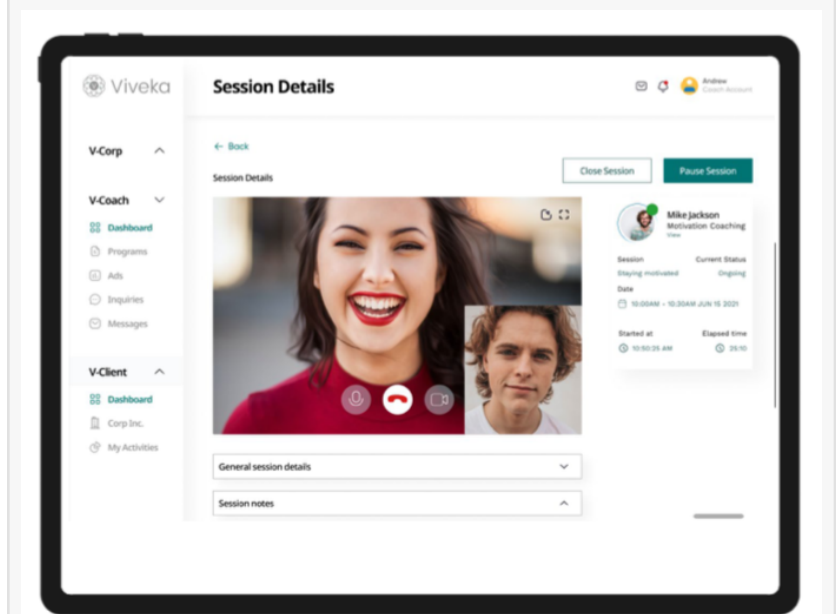 Viveka
Session Details
Andrew
Coach Account
V-Corp
V-Coach
Dashboard
Programs
Ads
Inquiries
Messages
V-Client
Dashboard
Corp Inc.
My Activities
← Back
Session Details
Close Session
Pause Session
Mike Jackson
Motivation Coaching
View
Session
Current Status
Staying motivated
Ongoing
Date
10:00AM - 10:30AM JUN 15 2021
Started at
Elapsed time
10:50:25 AM
25:10
General session details
Session notes